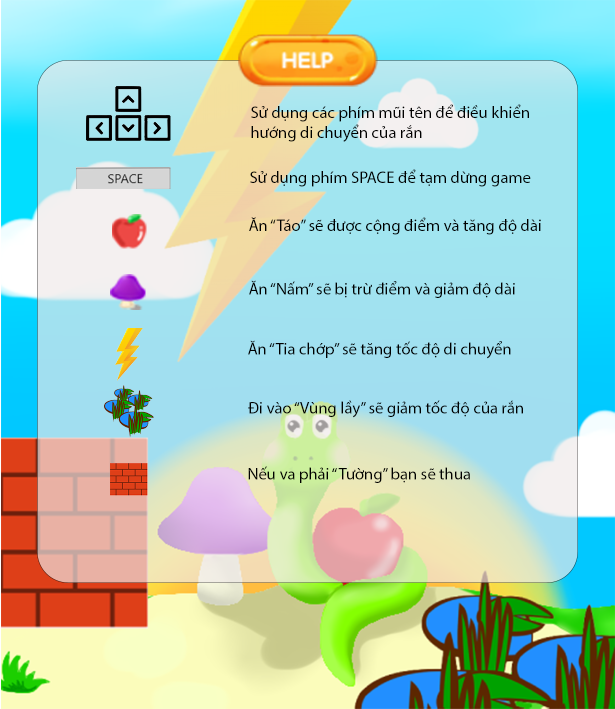 HELP
Sử dụng các phím mũi tên để điều khiển
hướng di chuyển của rắn
SPACE
Sử dụng phím SPACE để tạm dừng game
Ăn “Táo” sẽ được cộng điểm và tăng độ dài
Ăn “Nấm” sẽ bị trừ điểm và giảm độ dài
Ăn “Tia chớp” sẽ tăng tốc độ di chuyển
Đi vào “Vùng lầy” sẽ giảm tốc độ của rắn
Nếu va phải “Tường” bạn sẽ thua